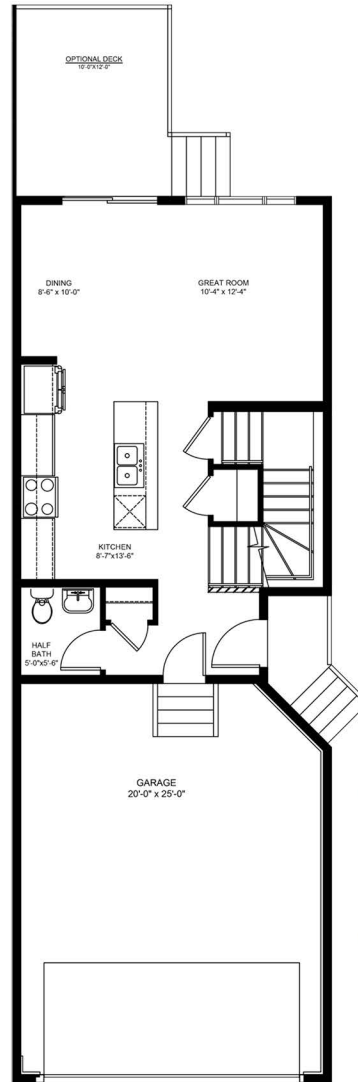 OPTIONAL DECK
10'-0"X12'-0"
DINING
8'-6" x 10'-0"
GREAT ROOM
10'-4" x 12'-4"
KITCHEN
8'-7"x13'-6"
HALF
BATH
5'-0"x5'-6"
GARAGE
20'-0" x 25'-0"